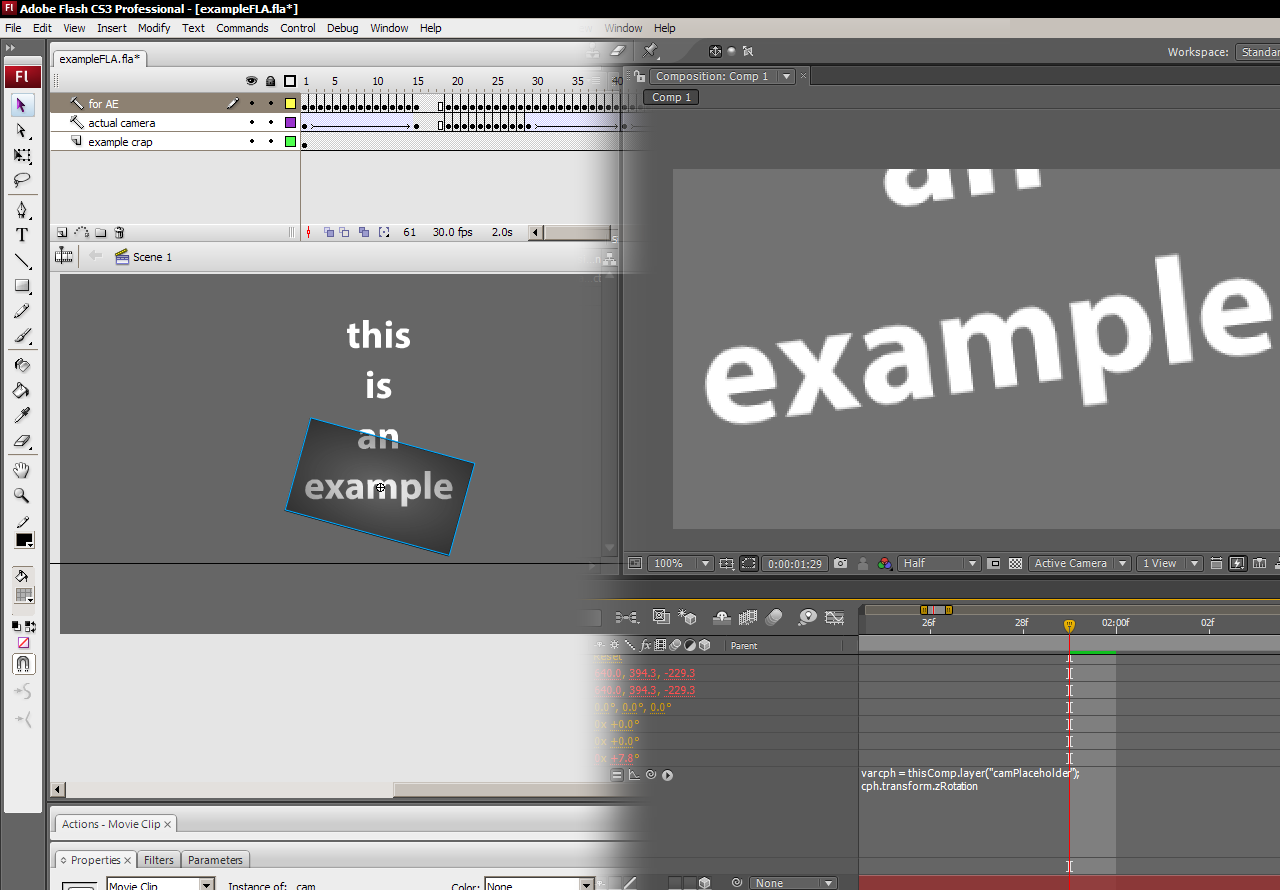 Adobe Flash CS3 Professional - [exampleFLA.fla*]
File Edit View Insert Modify Text Commands Control Debug Window Help
Window Help
Workspace: Standar
exampleFLA.fla*
Composition: Comp 1
Comp 1
Fl
1 5 10 15 20 25 30 35 40
for AE
actual camera
example crap
61 30.0 fps 2.0s
Scene 1
this
is
an
example
an
example
100% 0:00:01:29 Half Active Camera 1 View
26f 28f 02:00f 02f
Parent
394.3, -229.3
394.3, -229.3
0.0°, 0.0°, 0.0°
0x +0.0°
0x +0.0°
0x +7.8°
var cph = thisComp.layer("camPlaceholder");
cph.transform.zRotation
Actions - Movie Clip
Properties Filters Parameters
Movie Clip Instance of: cam Color: None
None